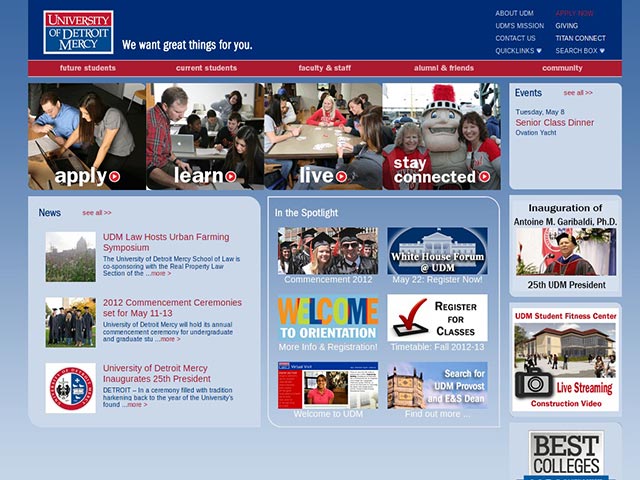 UNIVERSITY
OF DETROIT
MERCY
We want great things for you.
ABOUT UDM
APPLY NOW
UDM'S MISSION
GIVING
CONTACT US
TITAN CONNECT
QUICKLINKS
SEARCH BOX
future students
current students
faculty & staff
alumni & friends
community
apply
learn
live
stay
connected
Events
see all >>
Tuesday, May 8
Senior Class Dinner
Ovation Yacht
News
see all >>
UDM Law Hosts Urban Farming
Symposium
The University of Detroit Mercy School of Law is
co-sponsoring with the Real Property Law
Section of the ...more >
2012 Commencement Ceremonies
set for May 11-13
University of Detroit Mercy will hold its annual
commencement ceremony for undergraduate
and graduate stu ...more >
University of Detroit Mercy
Inaugurates 25th President
DETROIT – In a ceremony filled with tradition
harkening back to the year of the University's
found ...more >
In the Spotlight
Commencement 2012
White House Forum
@ UDM
May 22: Register Now!
WELCOME
TO ORIENTATION
More Info & Registration!
REGISTER
FOR
CLASSES
Timetable: Fall 2012-13
Virtual Visit
Welcome to UDM
Search for
UDM Provost
and E&S Dean
Find out more ...
Inauguration of
Antoine M. Garibaldi, Ph.D.
25th UDM President
UDM Student Fitness Center
Live Streaming
Construction Video
BEST
COLLEGES